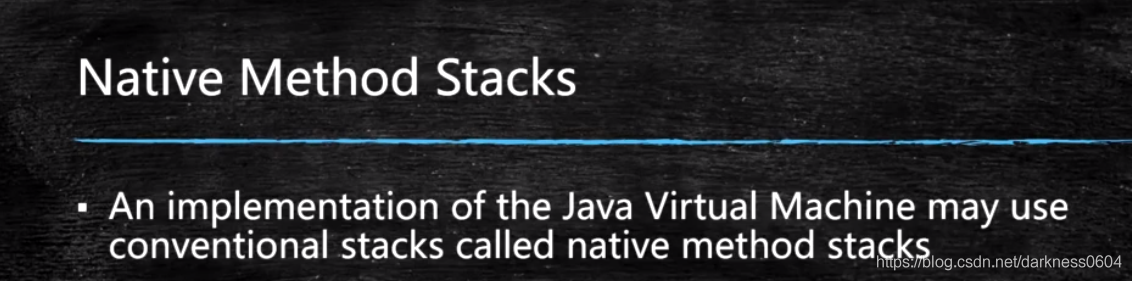 Native Method Stacks
▪ An implementation of the Java Virtual Machine may use
conventional stacks called native method stacks
https://blog.csdn.net/darkness0604